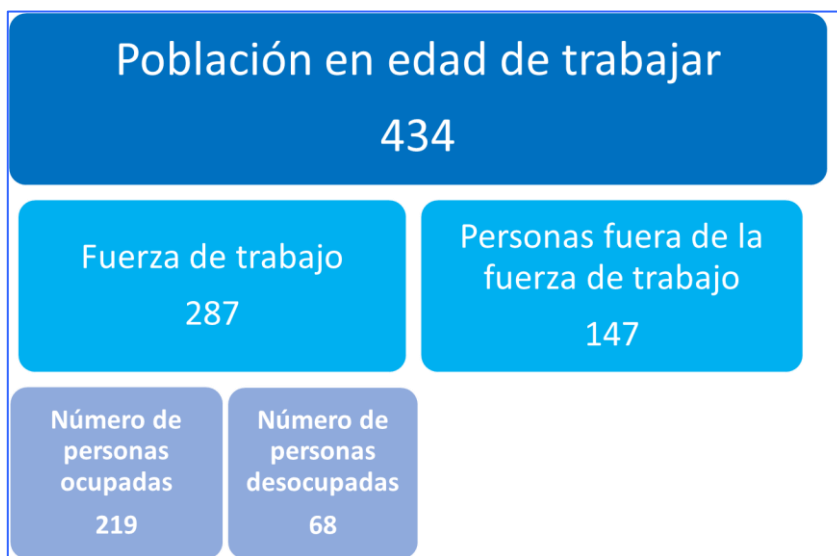 Población en edad de trabajar
434
Fuerza de trabajo
287
Personas fuera de la
fuerza de trabajo
147
Número de
personas
ocupadas
219
Número de
personas
desocupadas
68